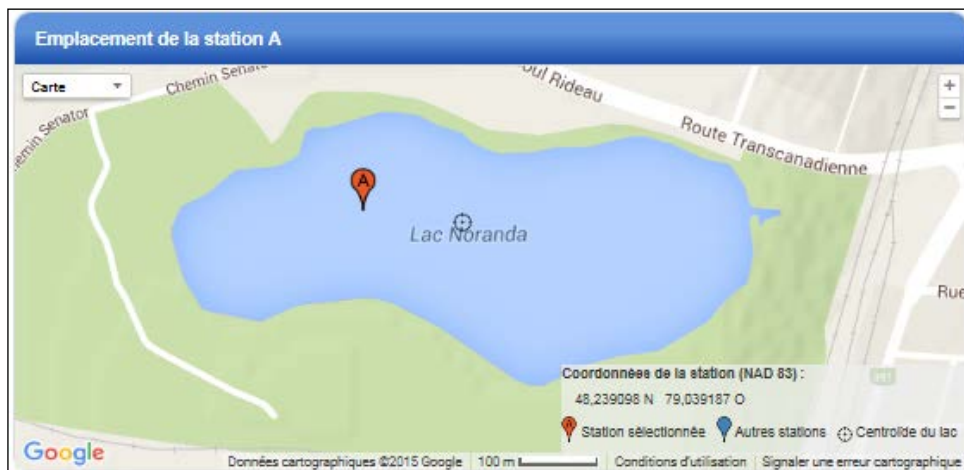 Emplacement de la station A
Carte
Chemin Senator
Chemin Senator
Boul Rideau
Route Transcanadienne
A
Lac Noranda
Rue
Coordonnées de la station (NAD 83) :
48,239098 N 79,039187 O
A Station sélectionnée Autres stations Centroïde du lac
Google
Données cartographiques ©2015 Google 100 m Conditions d'utilisation Signaler une erreur cartographique